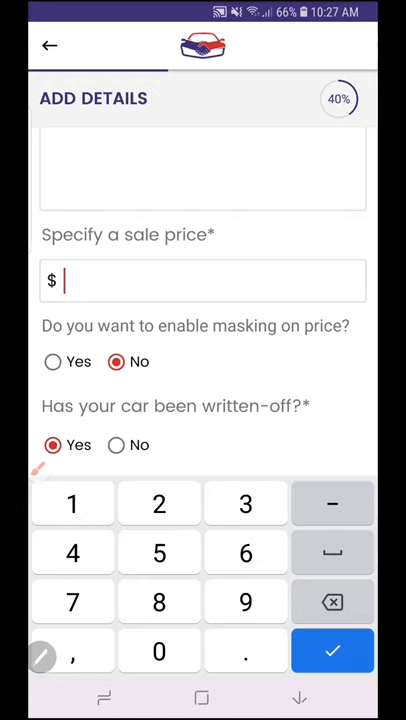 66% 10:27 AM
ADD DETAILS
40%
Specify a sale price*
$
Do you want to enable masking on price?
Yes No
Has your car been written-off?*
Yes No
1 2 3 -
4 5 6
7 8 9
, 0 .